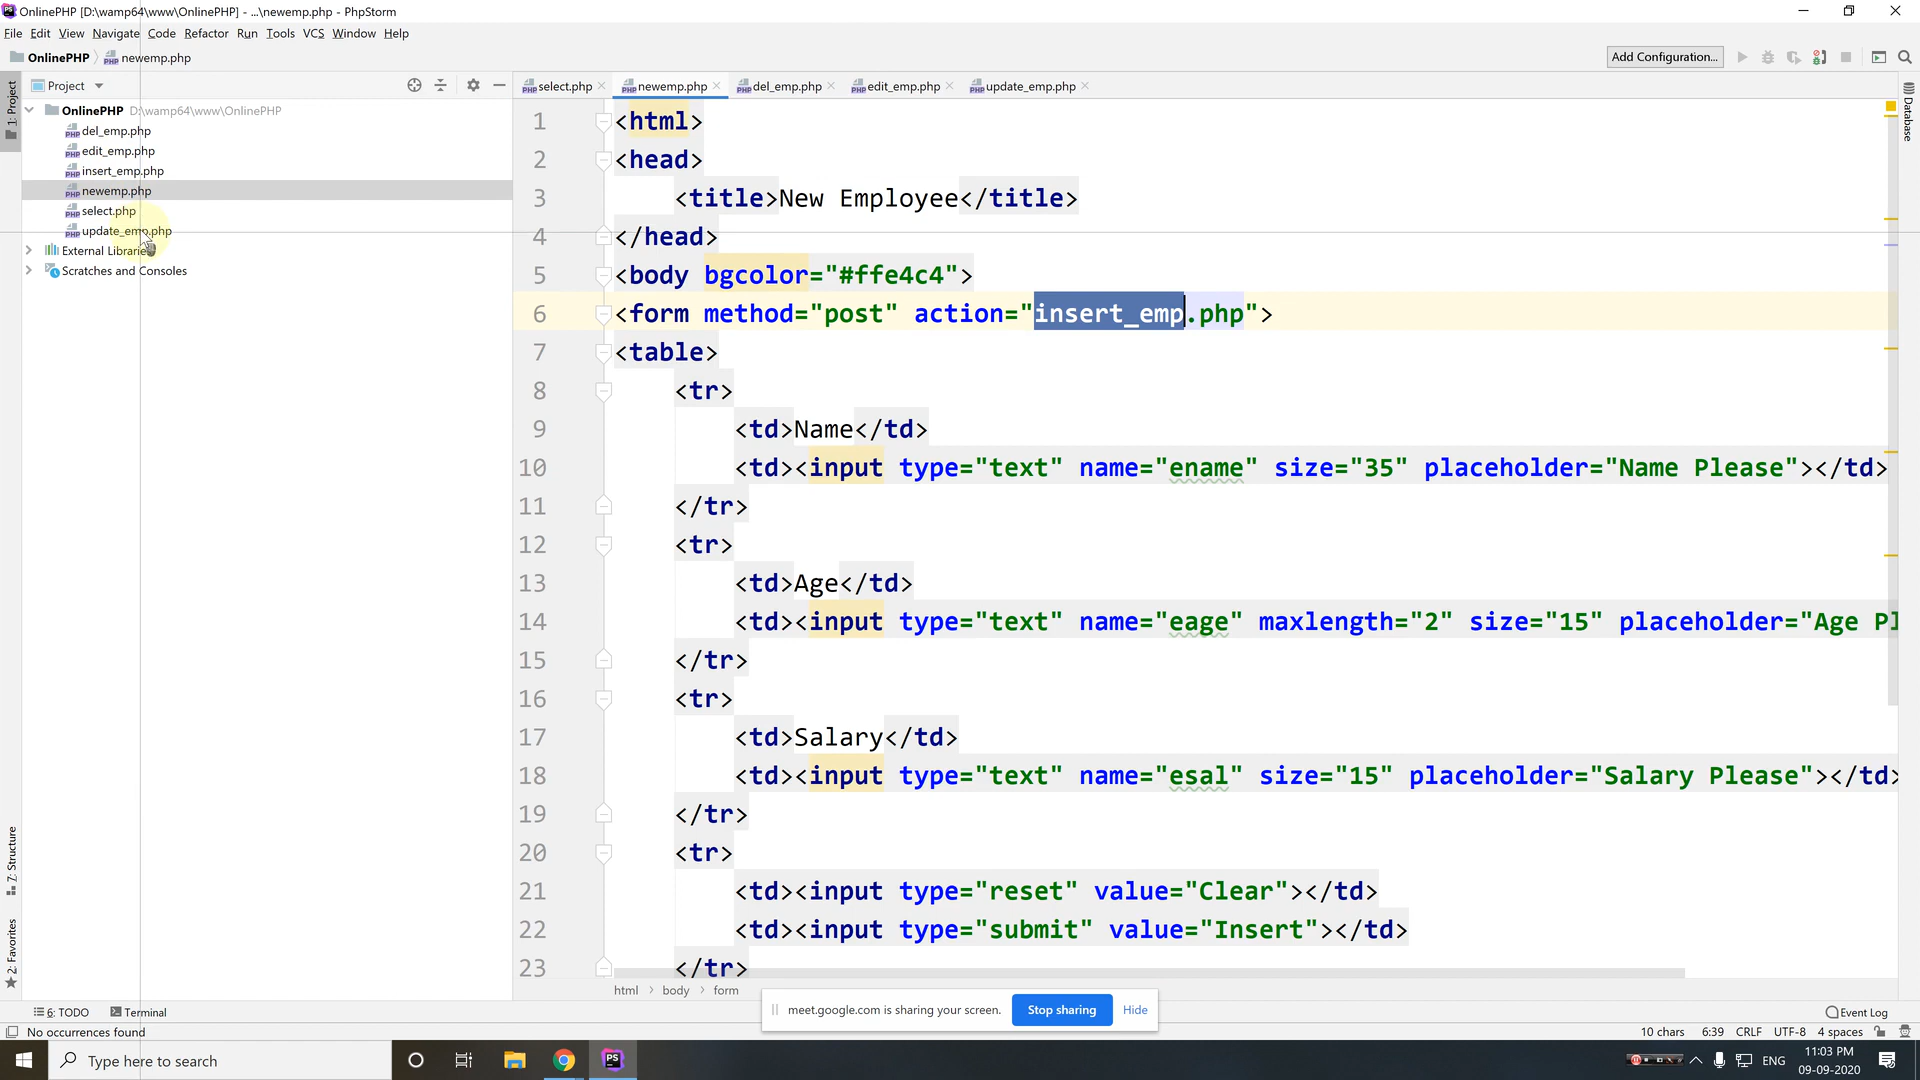 OnlinePHP [D:\wamp64\www\OnlinePHP] - ...\newemp.php - PhpStorm
File Edit View Navigate Code Refactor Run Tools VCS Window Help
OnlinePHP newemp.php
Add Configuration...
1: Project
Project
select.php newemp.php del_emp.php edit_emp.php update_emp.php
Database
OnlinePHP D:\wamp64\www\OnlinePHP
del_emp.php
edit_emp.php
insert_emp.php
newemp.php
select.php
update_emp.php
External Libraries
Scratches and Consoles
1 <html>
2 <head>
3 <title>New Employee</title>
4 </head>
5 <body bgcolor="#ffe4c4">
6 <form method="post" action="insert_emp.php">
7 <table>
8 <tr>
9 <td>Name</td>
10 <td><input type="text" name="ename" size="35" placeholder="Name Please"></td>
11 </tr>
12 <tr>
13 <td>Age</td>
14 <td><input type="text" name="eage" maxlength="2" size="15" placeholder="Age Pl
15 </tr>
16 <tr>
17 <td>Salary</td>
18 <td><input type="text" name="esal" size="15" placeholder="Salary Please"></td>
19 </tr>
20 <tr>
21 <td><input type="reset" value="Clear"></td>
22 <td><input type="submit" value="Insert"></td>
23 </tr>
7: Structure
2: Favorites
html body form
meet.google.com is sharing your screen. Stop sharing Hide
6: TODO Terminal
Event Log
No occurrences found
10 chars 6:39 CRLF UTF-8 4 spaces
Type here to search
PS
ENG
11:03 PM
09-09-2020